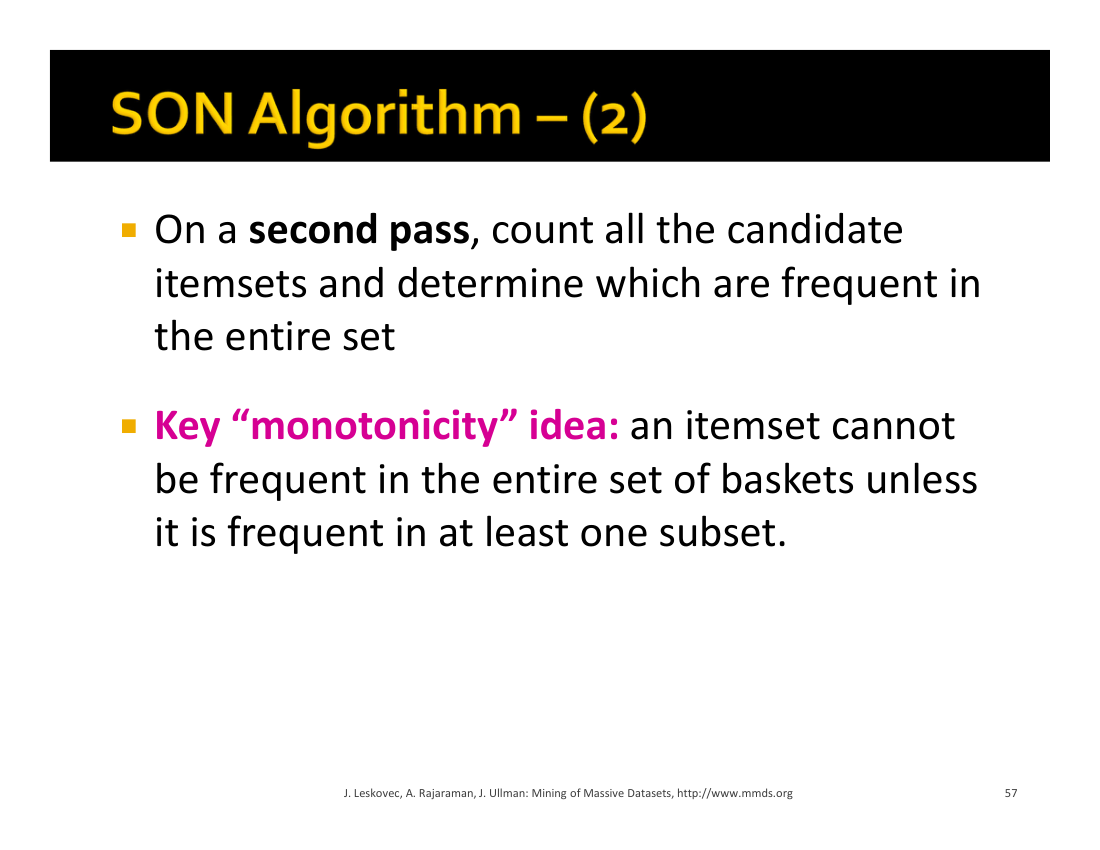 SON Algorithm – (2)
On a second pass, count all the candidate
itemsets and determine which are frequent in
the entire set
Key “monotonicity” idea: an itemset cannot
be frequent in the entire set of baskets unless
it is frequent in at least one subset.
J. Leskovec, A. Rajaraman, J. Ullman: Mining of Massive Datasets, http://www.mmds.org
57